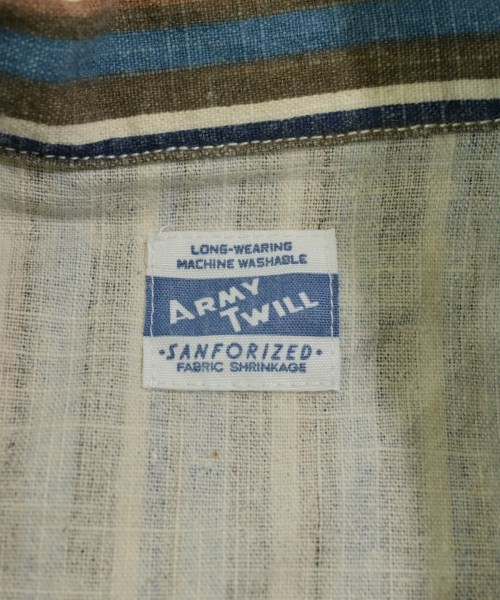 LONG-WEARING
MACHINE WASHABLE
ARMY
TWILL
•SANFORIZED•
FABRIC SHRINKAGE